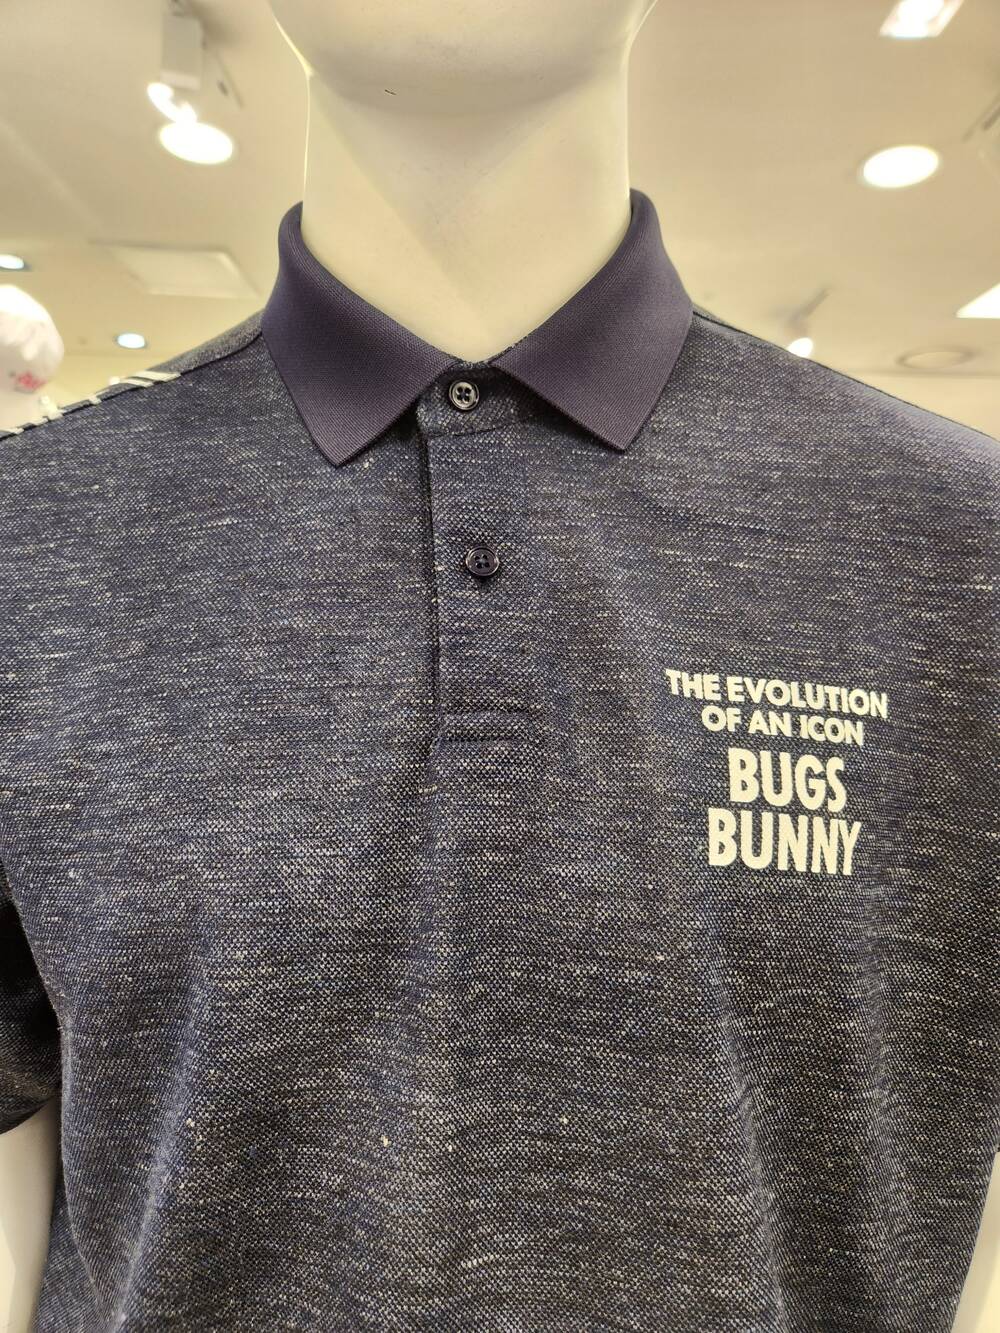 THE EVOLUTION
OF AN ICON
BUGS
BUNNY